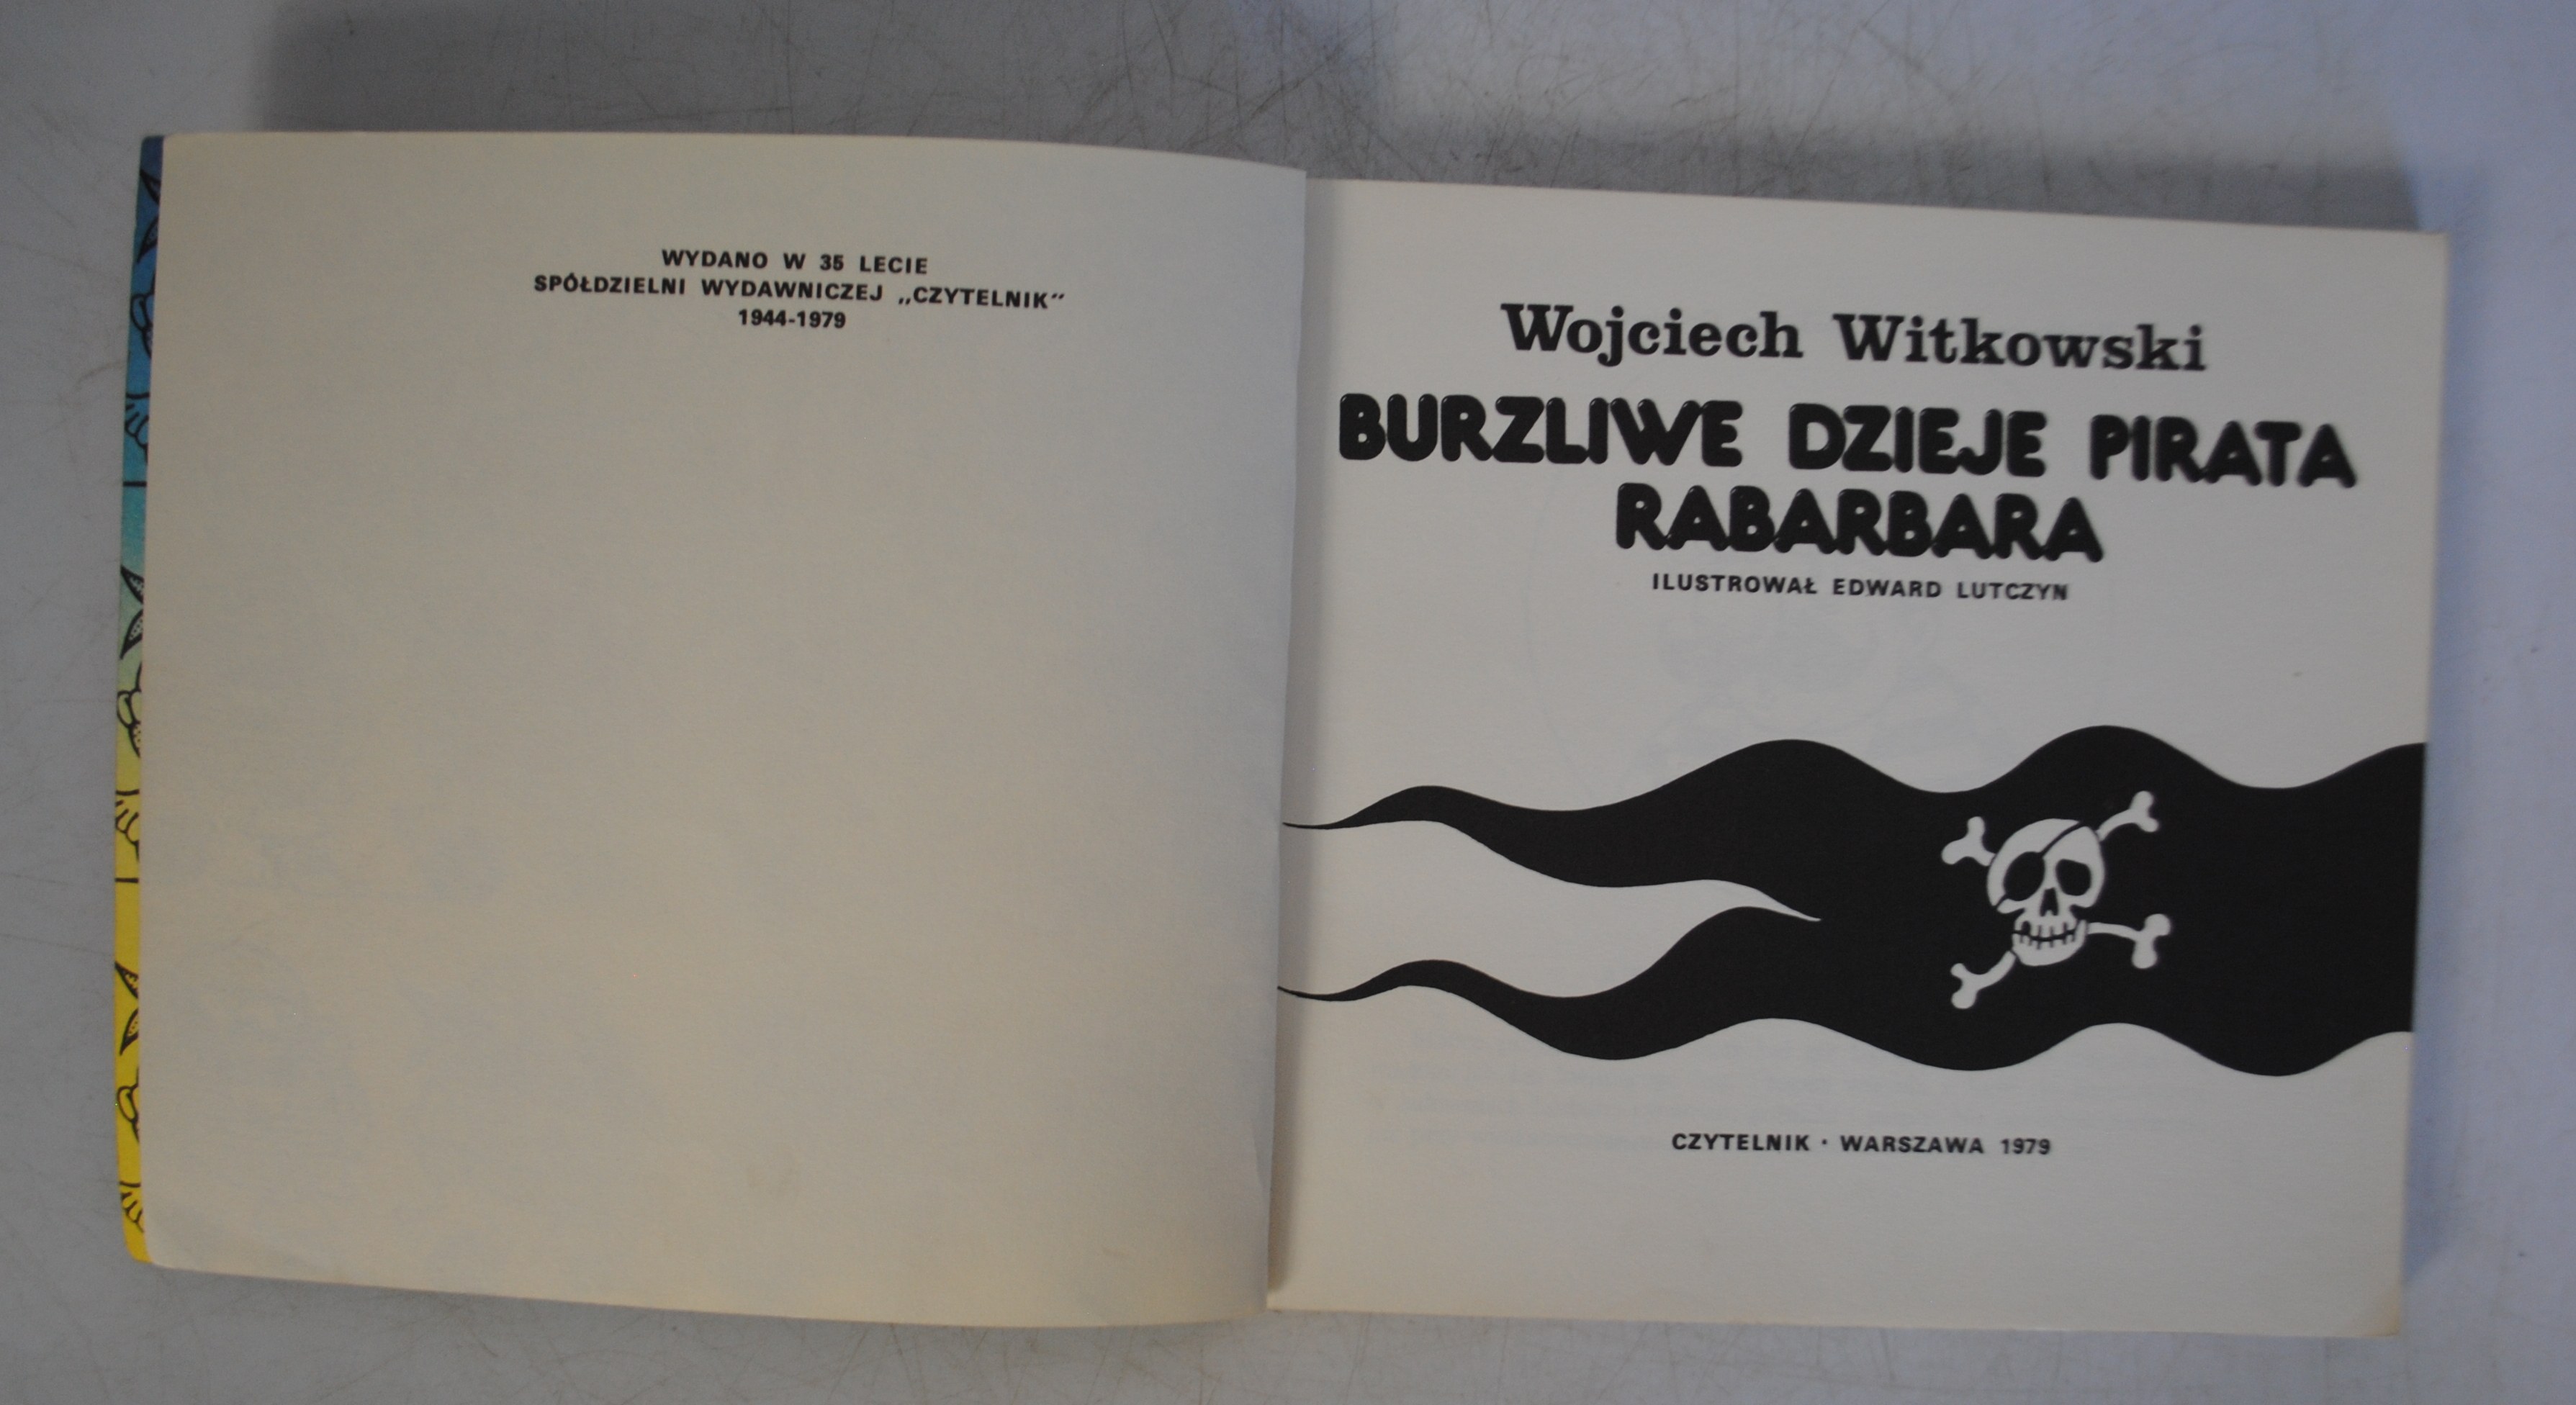 WYDANO W 35 LECIE
SPÓŁDZIELNI WYDAWNICZEJ „CZYTELNIK”
1944-1979
Wojciech Witkowski
BURZLIWE DZIEJE PIRATA
RABARBARA
ILUSTROWAŁ EDWARD LUTCZYN
CZYTELNIK · WARSZAWA 1979